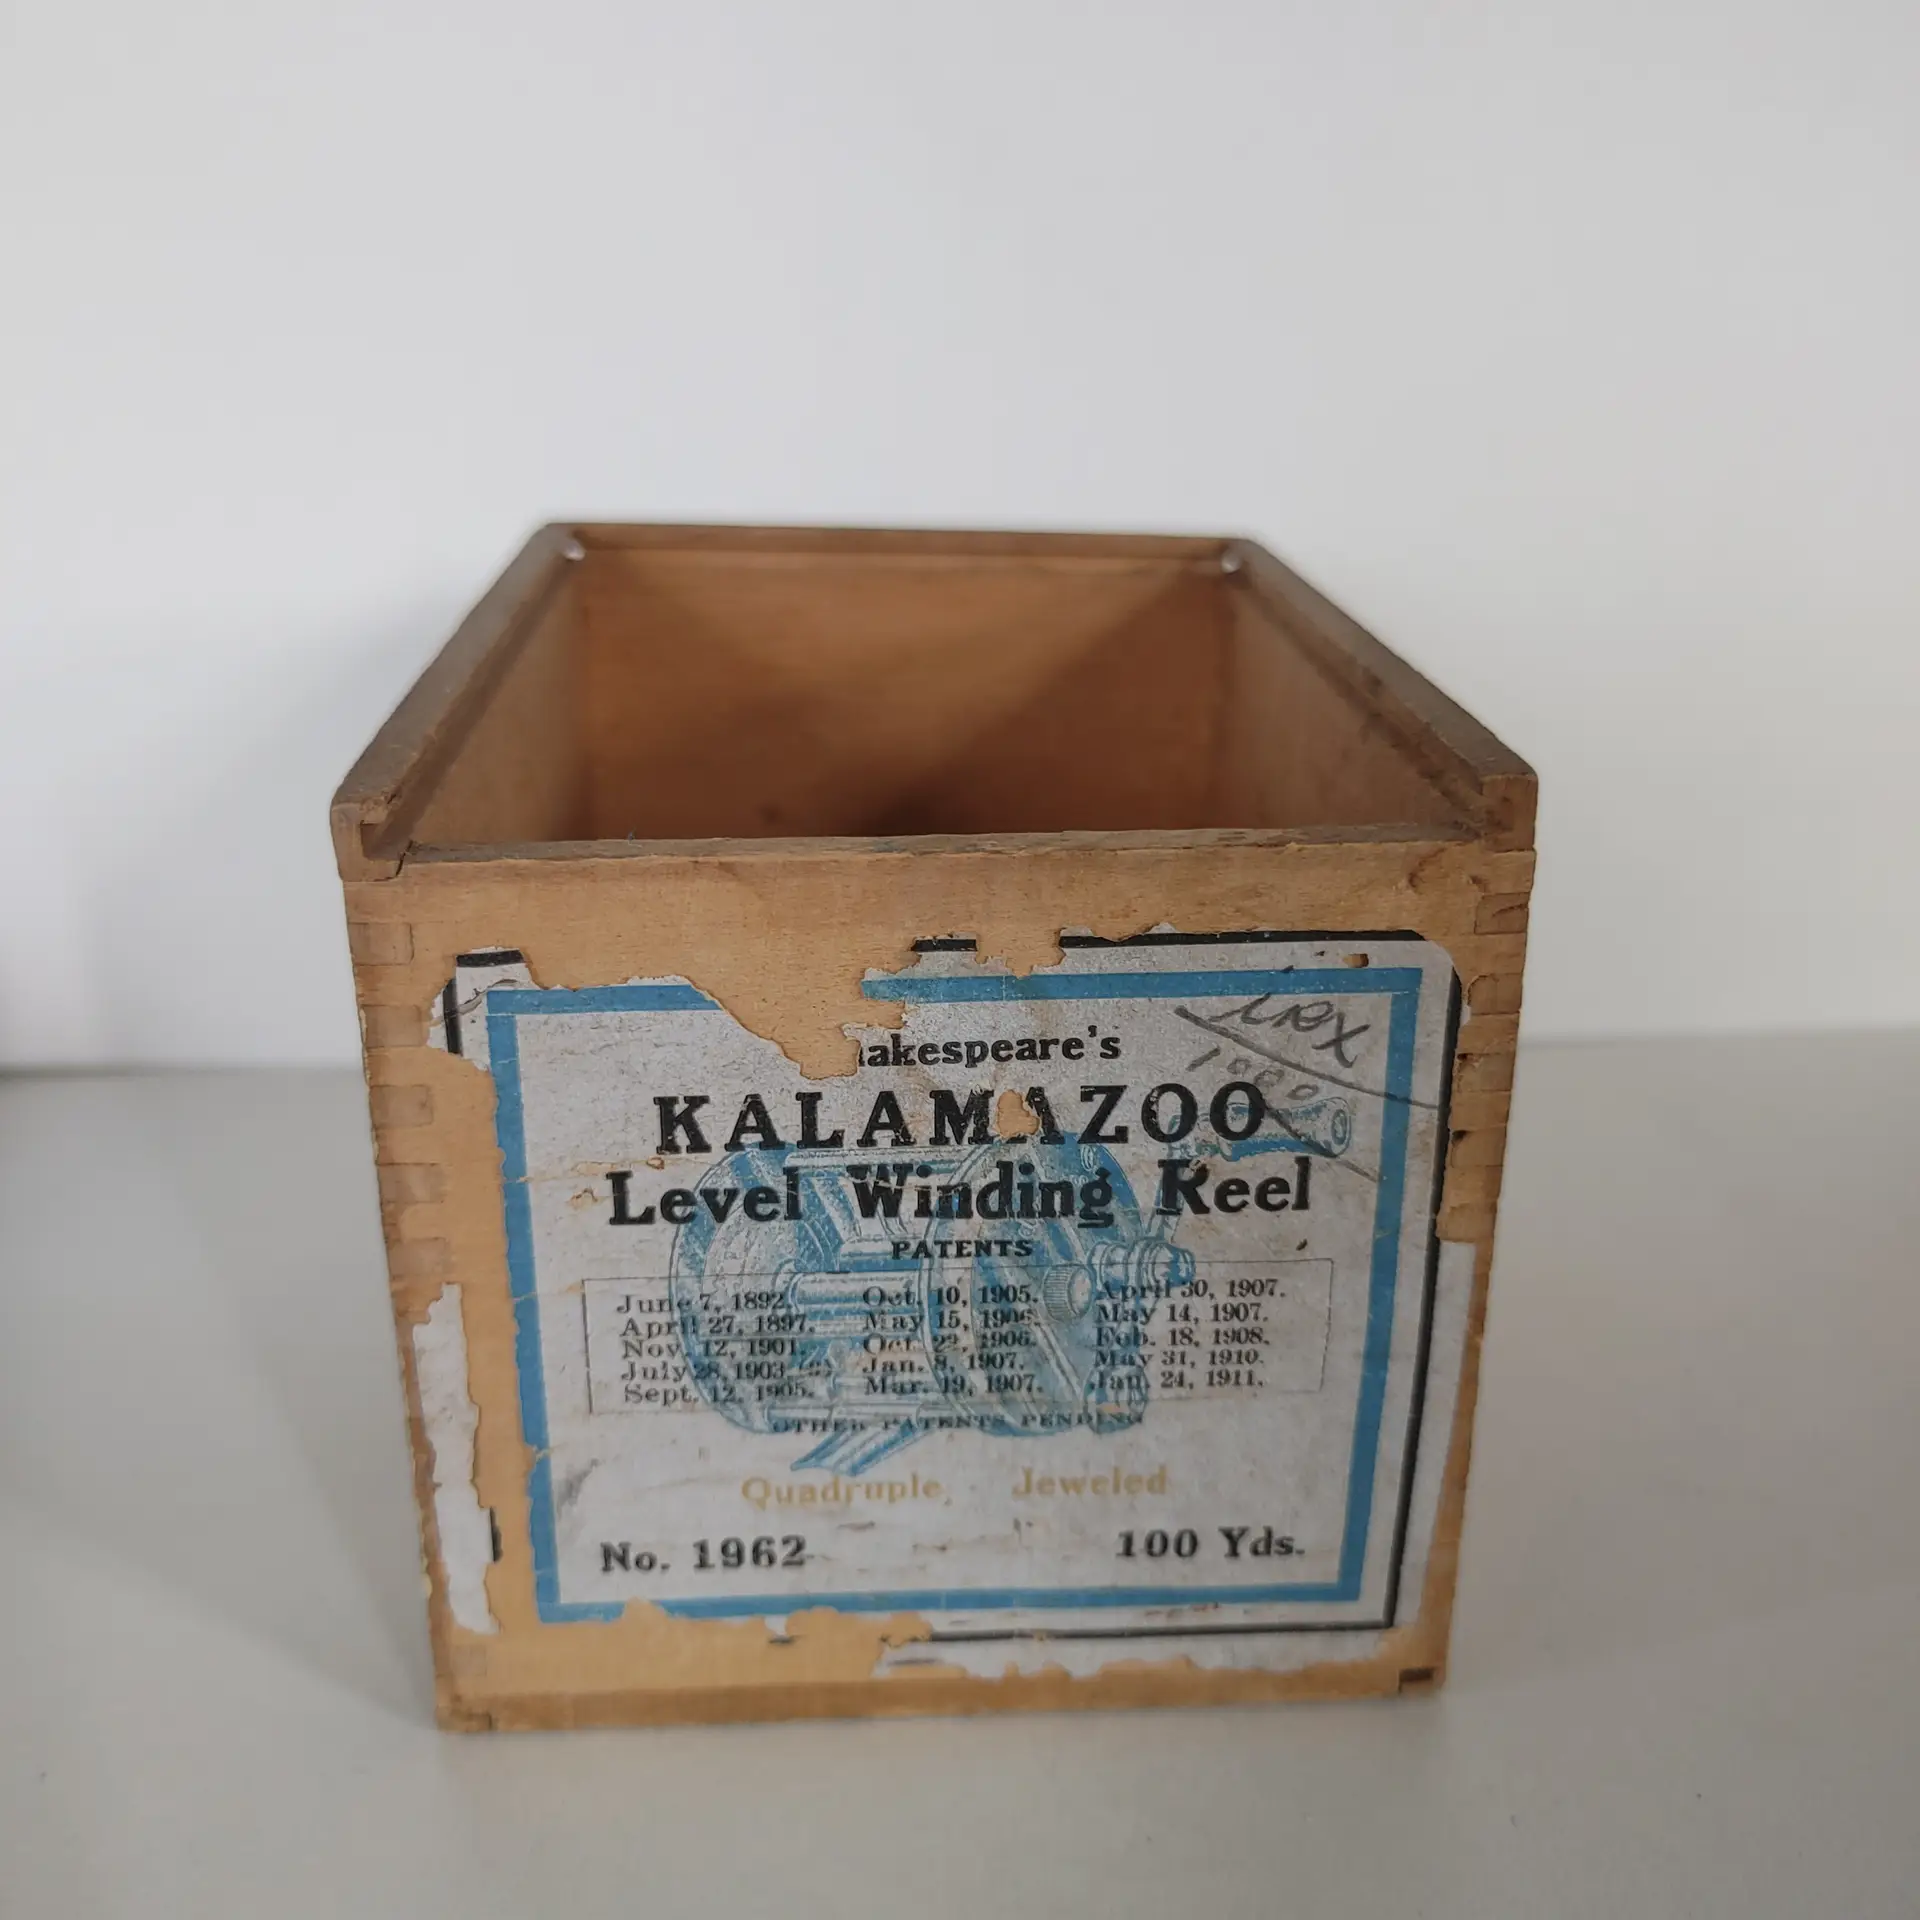 akespeare's
1000
KALAMAZOO
Level Winding Reel
PATENTS
June 7, 1892. Oct. 10, 1905. April 30, 1907.
April 27, 1897. May 15, 1906. May 14, 1907.
Nov. 12, 1901. Oct. 22, 1906. Feb. 18, 1908.
July 28, 1903. Jan. 8, 1907. May 31, 1910.
Sept. 12, 1905. Mar. 19, 1907. Jan. 24, 1911.
OTHER PATENTS PENDING
Quadruple, Jeweled
No. 1962 100 Yds.